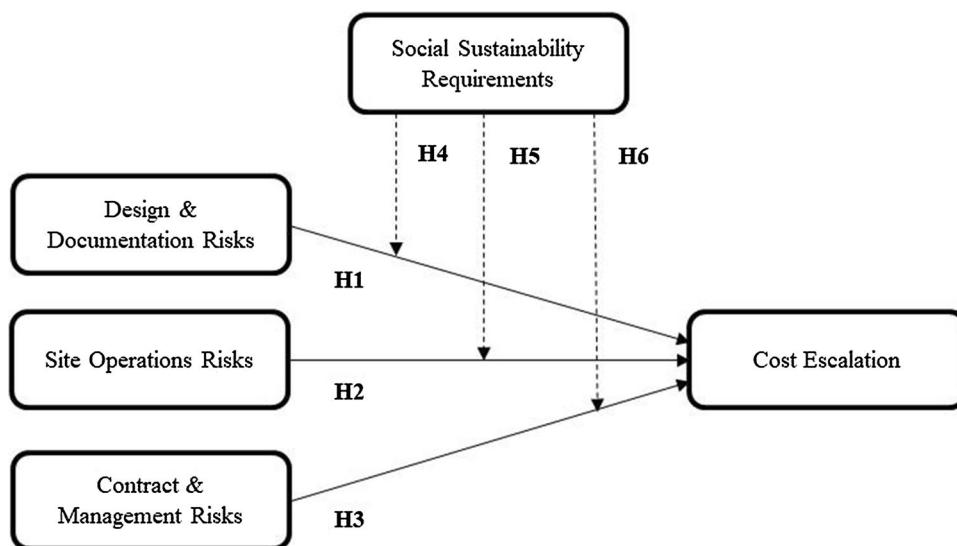 Social Sustainability
Requirements
H4
H5
H6
Design &
Documentation Risks
H1
Site Operations Risks
H2
Cost Escalation
Contract &
Management Risks
H3